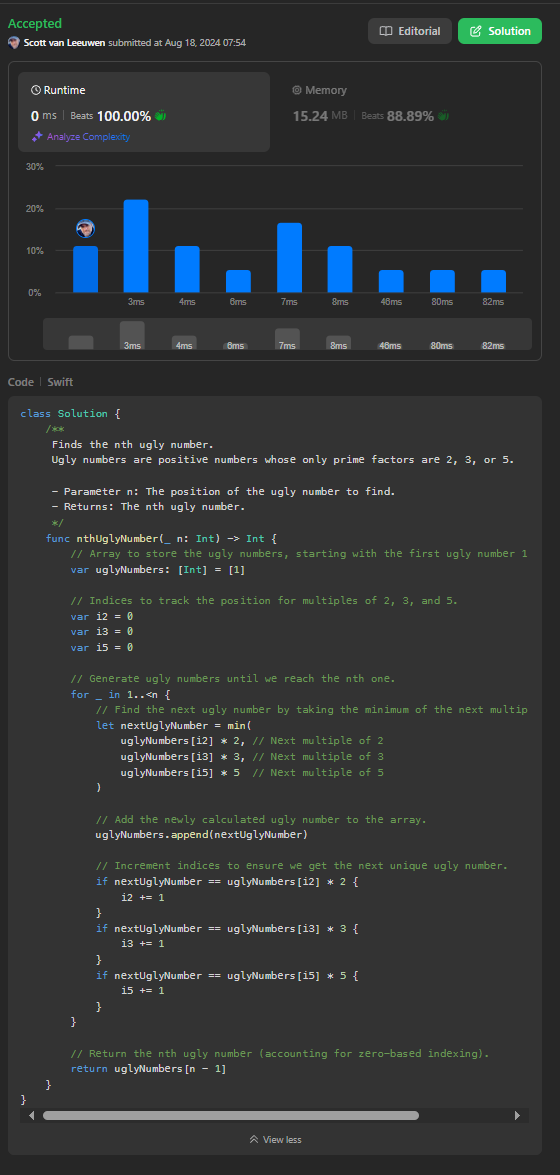 Accepted
Scott van Leeuwen submitted at Aug 18, 2024 07:54
Editorial
Solution
Runtime
0 ms | Beats 100.00%
Analyze Complexity
Memory
15.24 MB | Beats 88.89%
30%
20%
10%
0%
3ms 4ms 6ms 7ms 8ms 46ms 80ms 82ms
3ms 4ms 6ms 7ms 8ms 46ms 80ms 82ms
Code | Swift
class Solution {
    /**
     Finds the nth ugly number.
     Ugly numbers are positive numbers whose only prime factors are 2, 3, or 5.

     - Parameter n: The position of the ugly number to find.
     - Returns: The nth ugly number.
     */
    func nthUglyNumber(_ n: Int) -> Int {
        // Array to store the ugly numbers, starting with the first ugly number 1
        var uglyNumbers: [Int] = [1]

        // Indices to track the position for multiples of 2, 3, and 5.
        var i2 = 0
        var i3 = 0
        var i5 = 0

        // Generate ugly numbers until we reach the nth one.
        for _ in 1..<n {
            // Find the next ugly number by taking the minimum of the next multip
            let nextUglyNumber = min(
                uglyNumbers[i2] * 2, // Next multiple of 2
                uglyNumbers[i3] * 3, // Next multiple of 3
                uglyNumbers[i5] * 5  // Next multiple of 5
            )

            // Add the newly calculated ugly number to the array.
            uglyNumbers.append(nextUglyNumber)

            // Increment indices to ensure we get the next unique ugly number.
            if nextUglyNumber == uglyNumbers[i2] * 2 {
                i2 += 1
            }
            if nextUglyNumber == uglyNumbers[i3] * 3 {
                i3 += 1
            }
            if nextUglyNumber == uglyNumbers[i5] * 5 {
                i5 += 1
            }
        }

        // Return the nth ugly number (accounting for zero-based indexing).
        return uglyNumbers[n - 1]
    }
}
View less